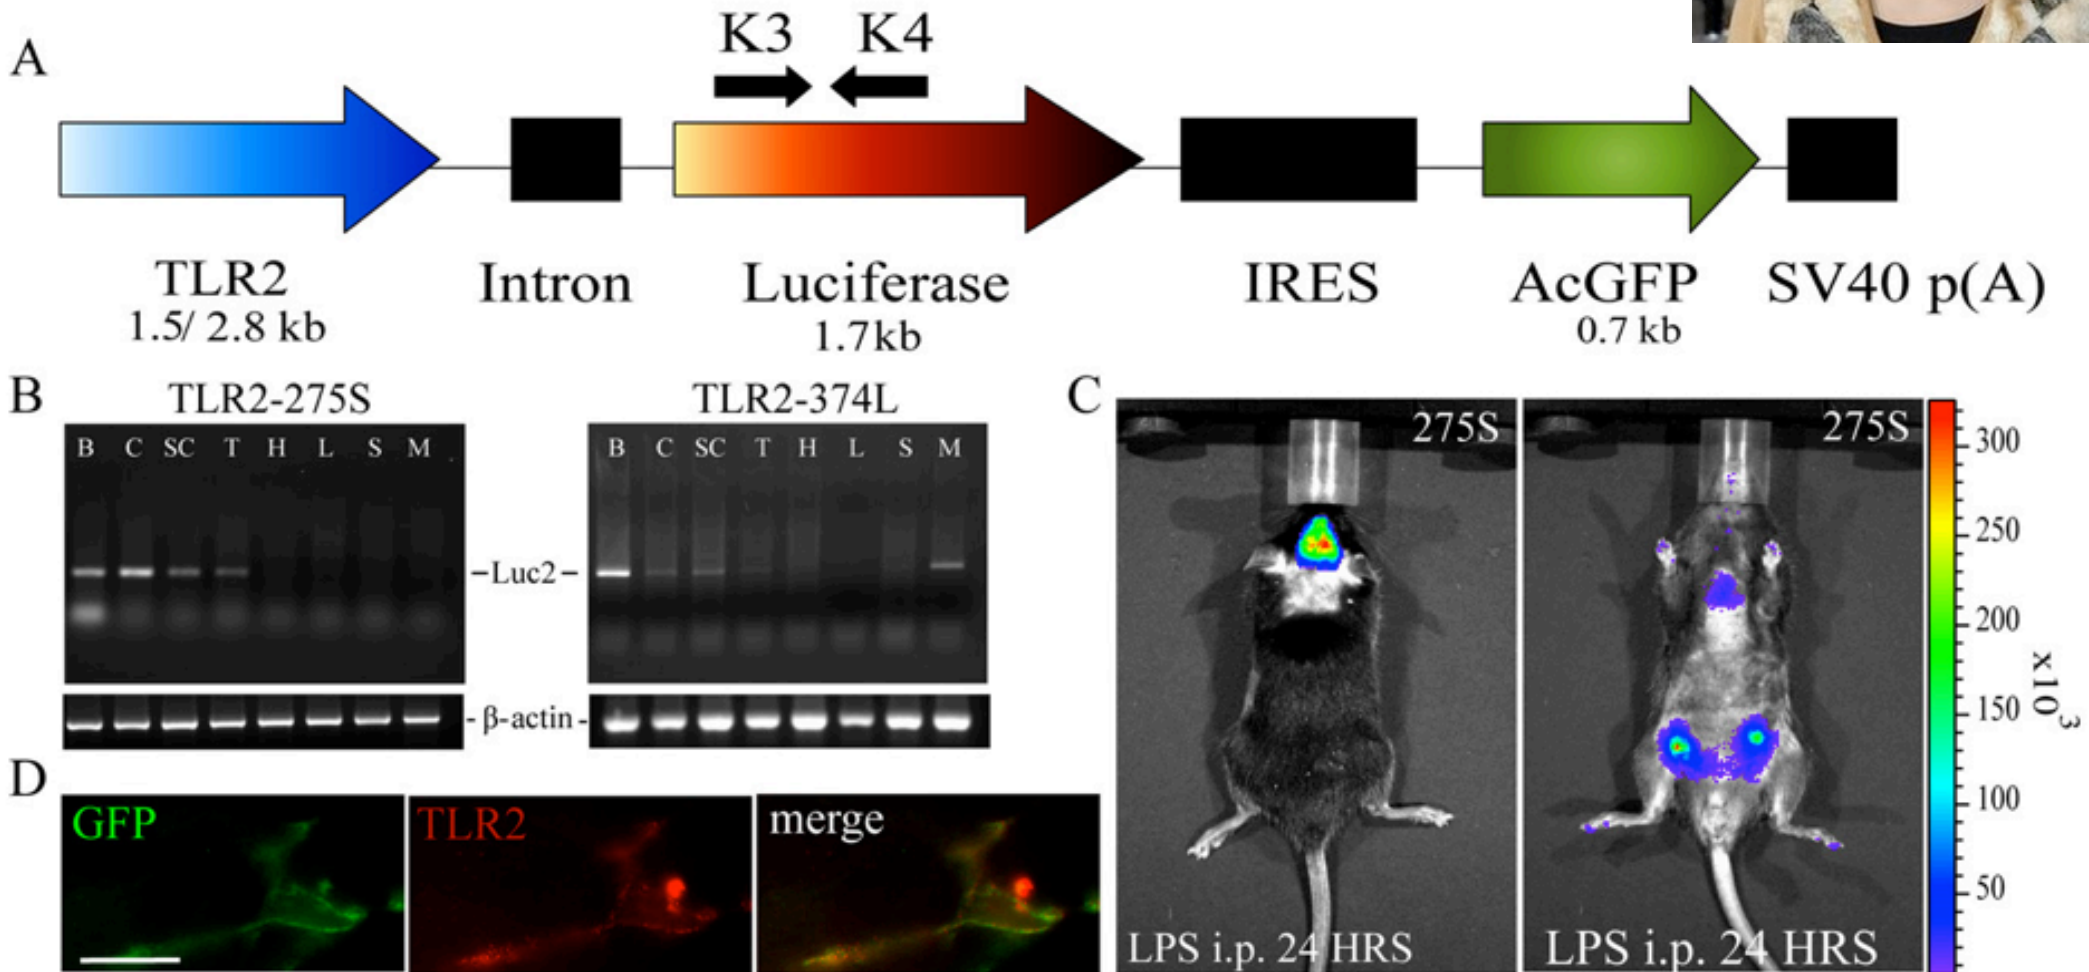 A
K3 K4
TLR2 Intron Luciferase IRES AcGFP SV40 p(A)
1.5/ 2.8 kb 1.7kb 0.7 kb
B
TLR2-275S TLR2-374L
B C SC T H L S M
B C SC T H L S M
-Luc2-
- β-actin -
C
275S 275S
LPS i.p. 24 HRS LPS i.p. 24 HRS
300
250
200
150
100
50
x10³
D
GFP TLR2 merge